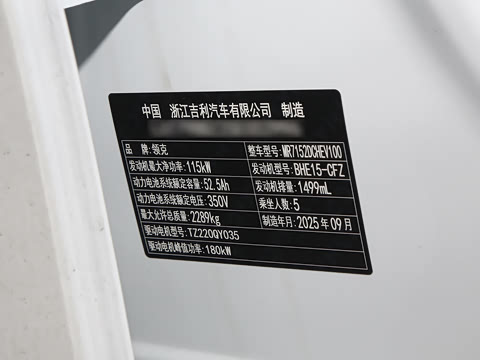 中国 浙江吉利汽车有限公司 制造
品 牌:领克 整车型号:MR7152DCHEV100
发动机最大净功率:115kW 发动机型号:BHE15-CFZ
动力电池系统额定容量:52.5Ah 发动机排量:1499mL
动力电池系统额定电压:350V 乘坐人数:5
最大允许总质量:2289kg 制造年月:2025年09月
驱动电机型号:TZ220QY035
驱动电机峰值功率:180kW